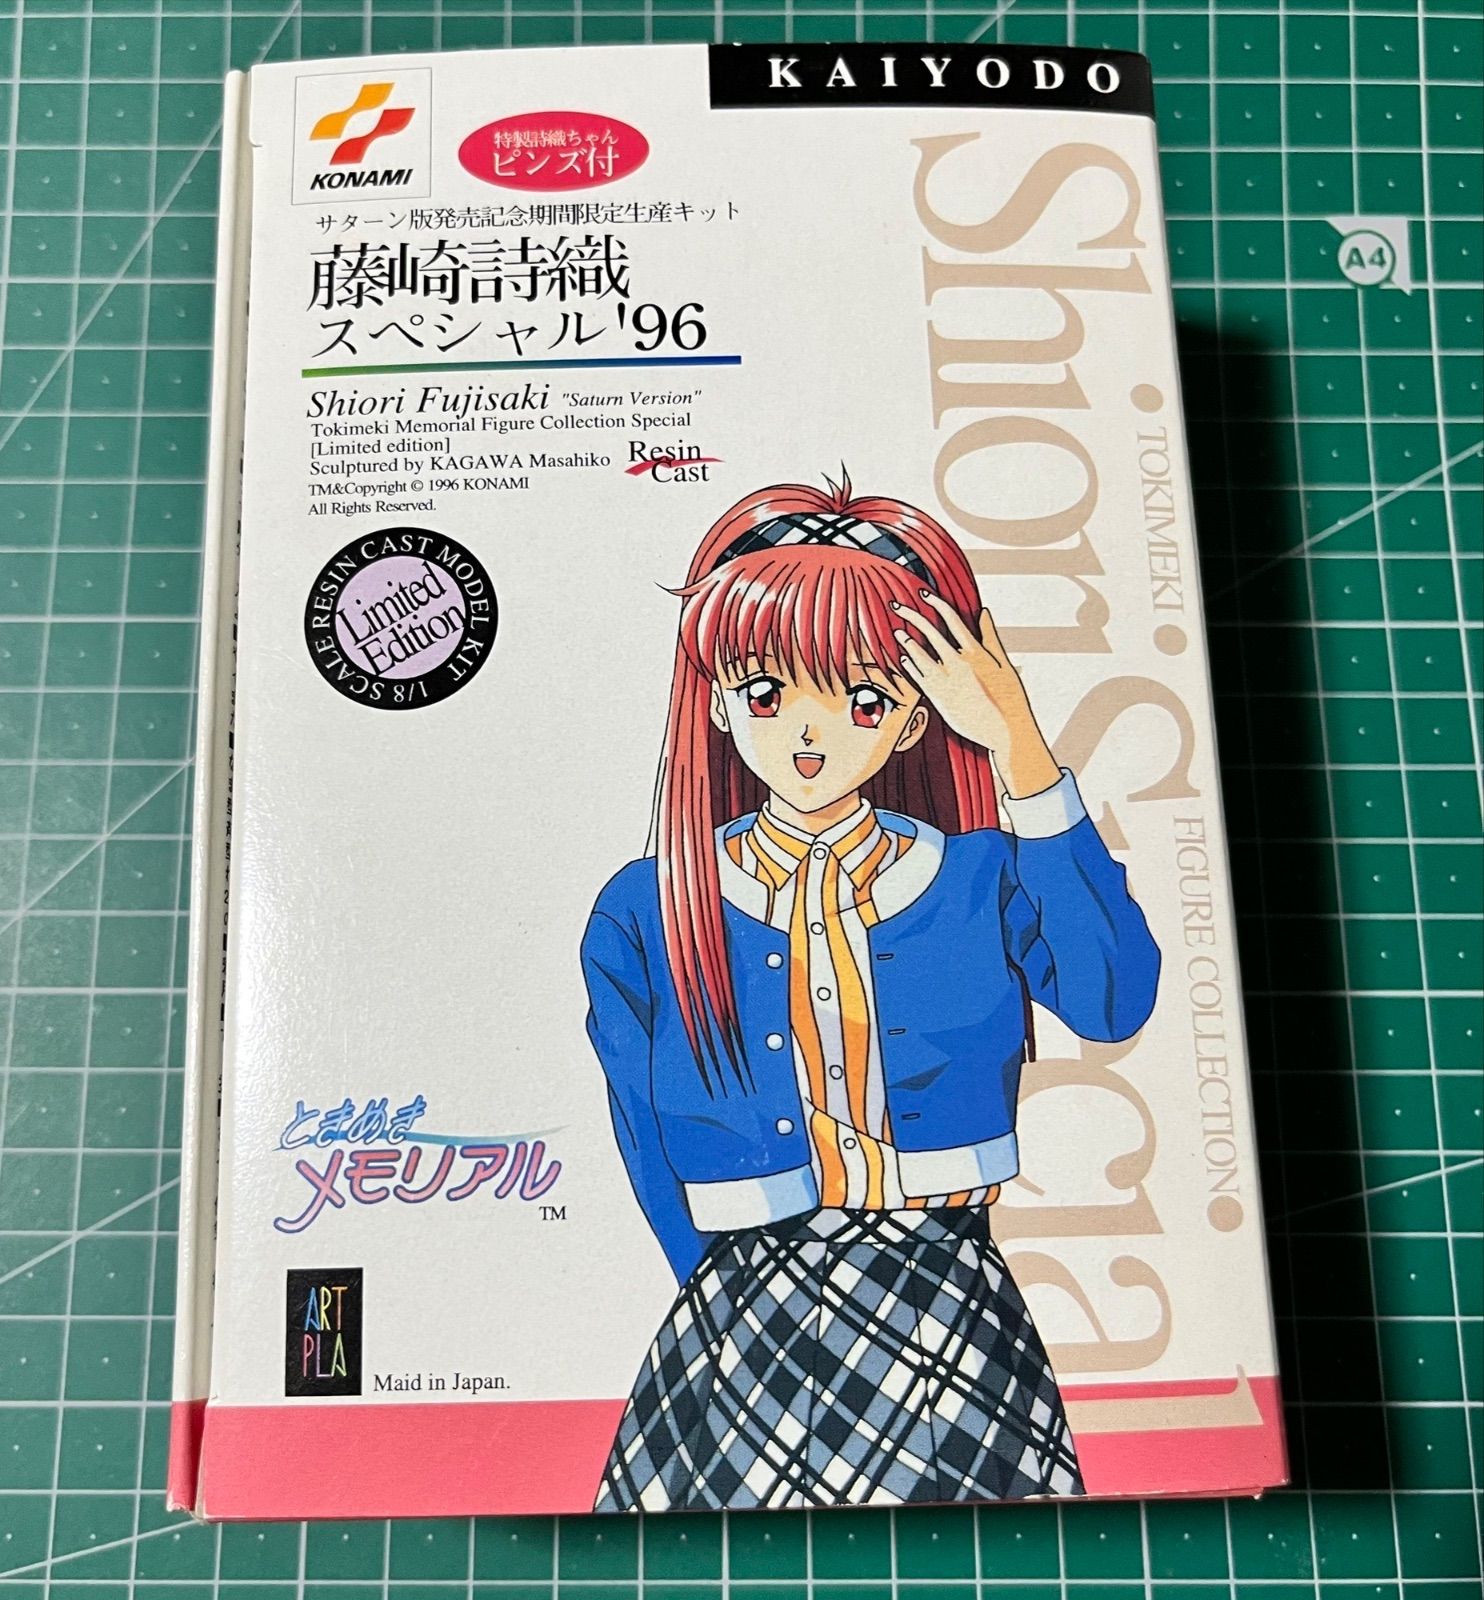 KAIYODO
KONAMI
特製詩織ちゃん
ピンズ付
サターン版発売記念期間限定生産キット
藤崎詩織
スペシャル'96
Shiori Fujisaki "Saturn Version"
Tokimeki Memorial Figure Collection Special
[Limited edition]
Sculptured by KAGAWA Masahiko
Resin
Cast
TM&Copyright © 1996 KONAMI
All Rights Reserved.
1/8 SCALE RESIN CAST MODEL KIT
Limited
Edition
Shiori Special
• TOKIMEKI •
FIGURE COLLECTION •
ときめき
メモリアル
TM
ART
PLA
Maid in Japan.
A4